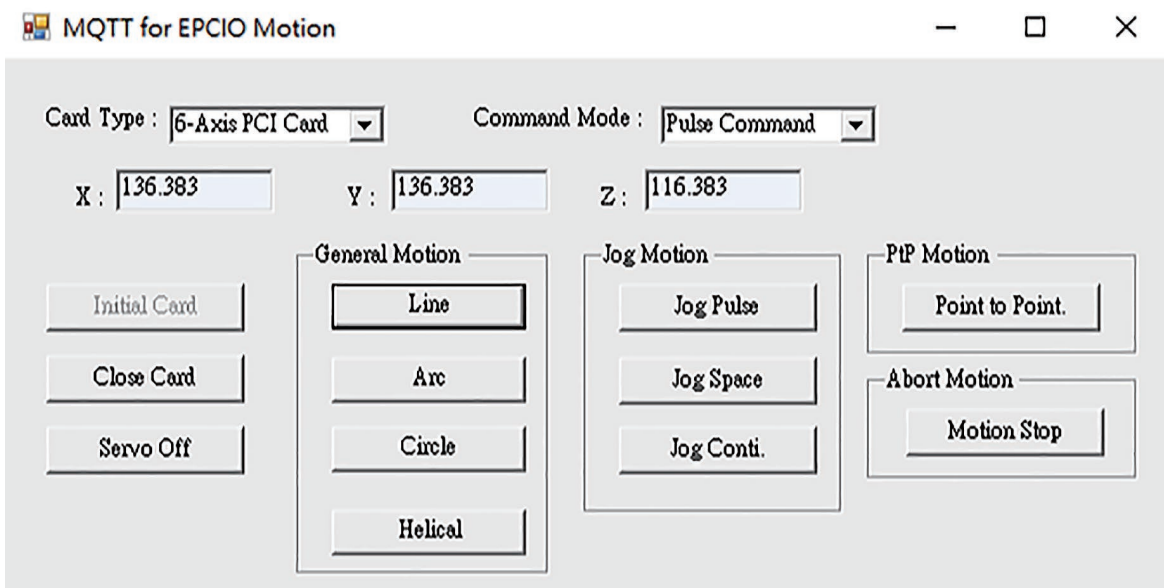 MQTT for EPCIO Motion
Card Type : 6-Axis PCI Card Command Mode : Pulse Command
X : 136.383 Y : 136.383 Z : 116.383
General Motion Jog Motion PtP Motion
Initial Card Line Jog Pulse Point to Point.
Close Card Arc Jog Space Abort Motion
Servo Off Circle Jog Conti. Motion Stop
Helical